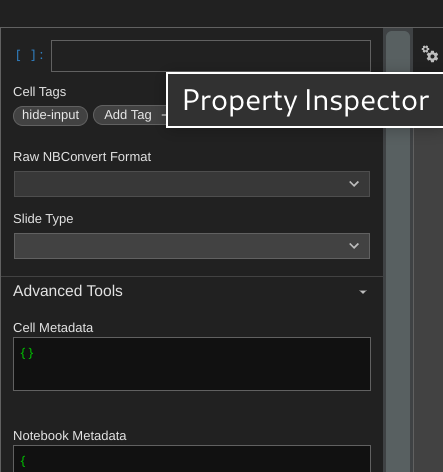 [ ]:
Property Inspector
Cell Tags
hide-input Add Tag
Raw NBConvert Format
Slide Type
Advanced Tools
Cell Metadata
{}
Notebook Metadata
{